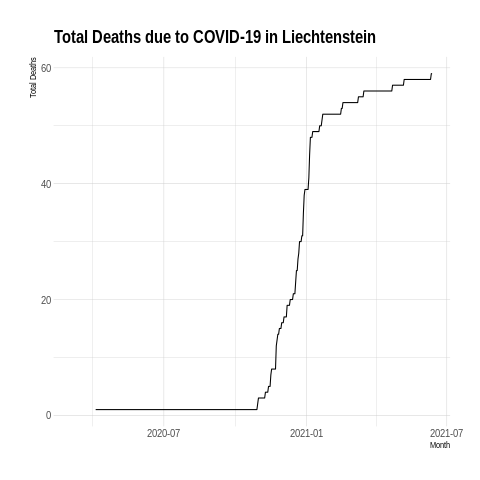 Total Deaths due to COVID-19 in Liechtenstein
Total Deaths
60
40
20
0
2020-07
2021-01
2021-07
Month